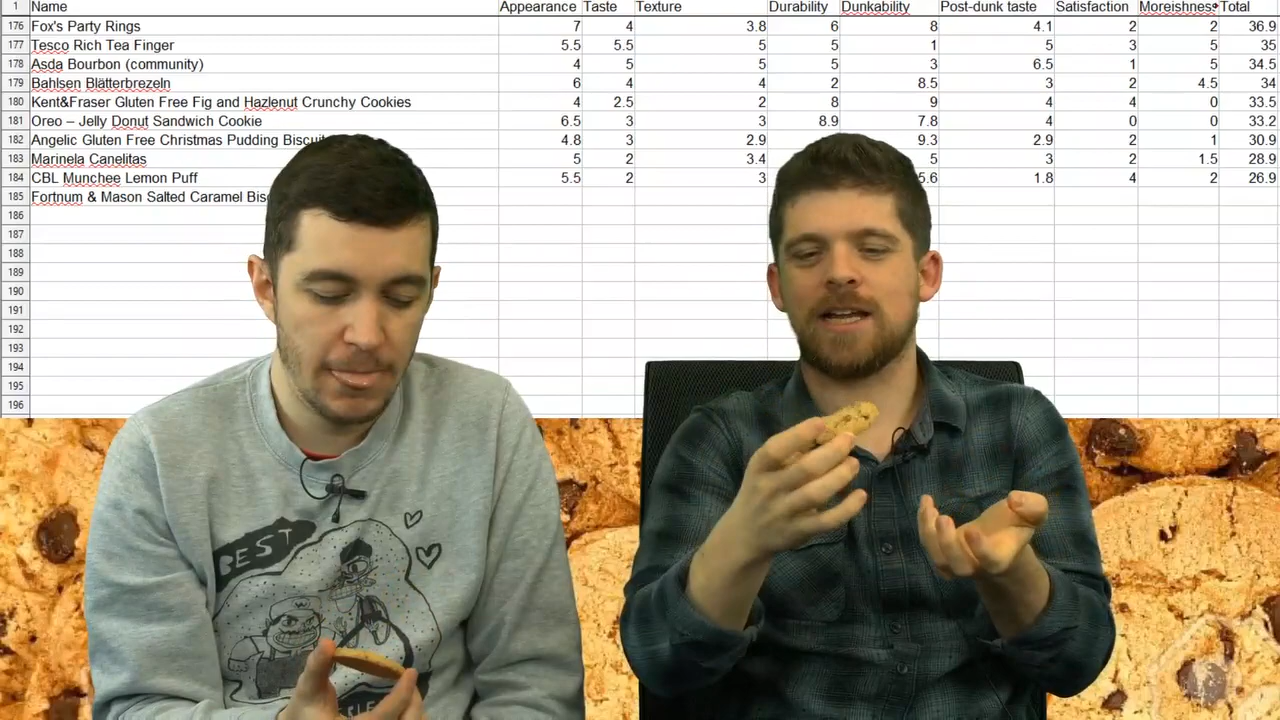 1 Name Appearance Taste Texture Durability Dunkability Post-dunk taste Satisfaction Moreishness Total
176 Fox's Party Rings 7 4 3.8 6 8 4.1 2 2 36.9
177 Tesco Rich Tea Finger 5.5 5.5 5 5 1 5 3 5 35
178 Asda Bourbon (community) 4 5 5 5 3 6.5 1 5 34.5
179 Bahlsen Blätterbrezeln 6 4 4 2 8.5 3 2 4.5 34
180 Kent&Fraser Gluten Free Fig and Hazlenut Crunchy Cookies 4 2.5 2 8 9 4 4 0 33.5
181 Oreo – Jelly Donut Sandwich Cookie 6.5 3 3 8.9 7.8 4 0 0 33.2
182 Angelic Gluten Free Christmas Pudding 4.8 3 2.9 9.3 2.9 2 1 30.9
183 Marinela Canelitas 5 2 3.4 5 3 2 1.5 28.9
184 CBL Munchee Lemon Puff 5.5 2 3 5.6 1.8 4 2 26.9
185 Fortnum & Mason Salted Caramel
186
187
188
189
190
191
192
193
194
195
196
BEST